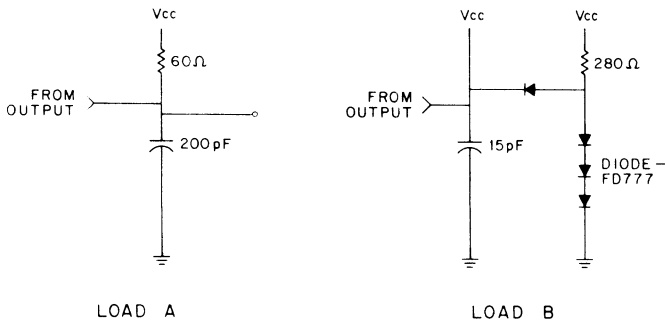 Vcc
60Ω
FROM
OUTPUT
200pF
LOAD A
Vcc
Vcc
280Ω
FROM
OUTPUT
15pF
DIODE –
FD777
LOAD B